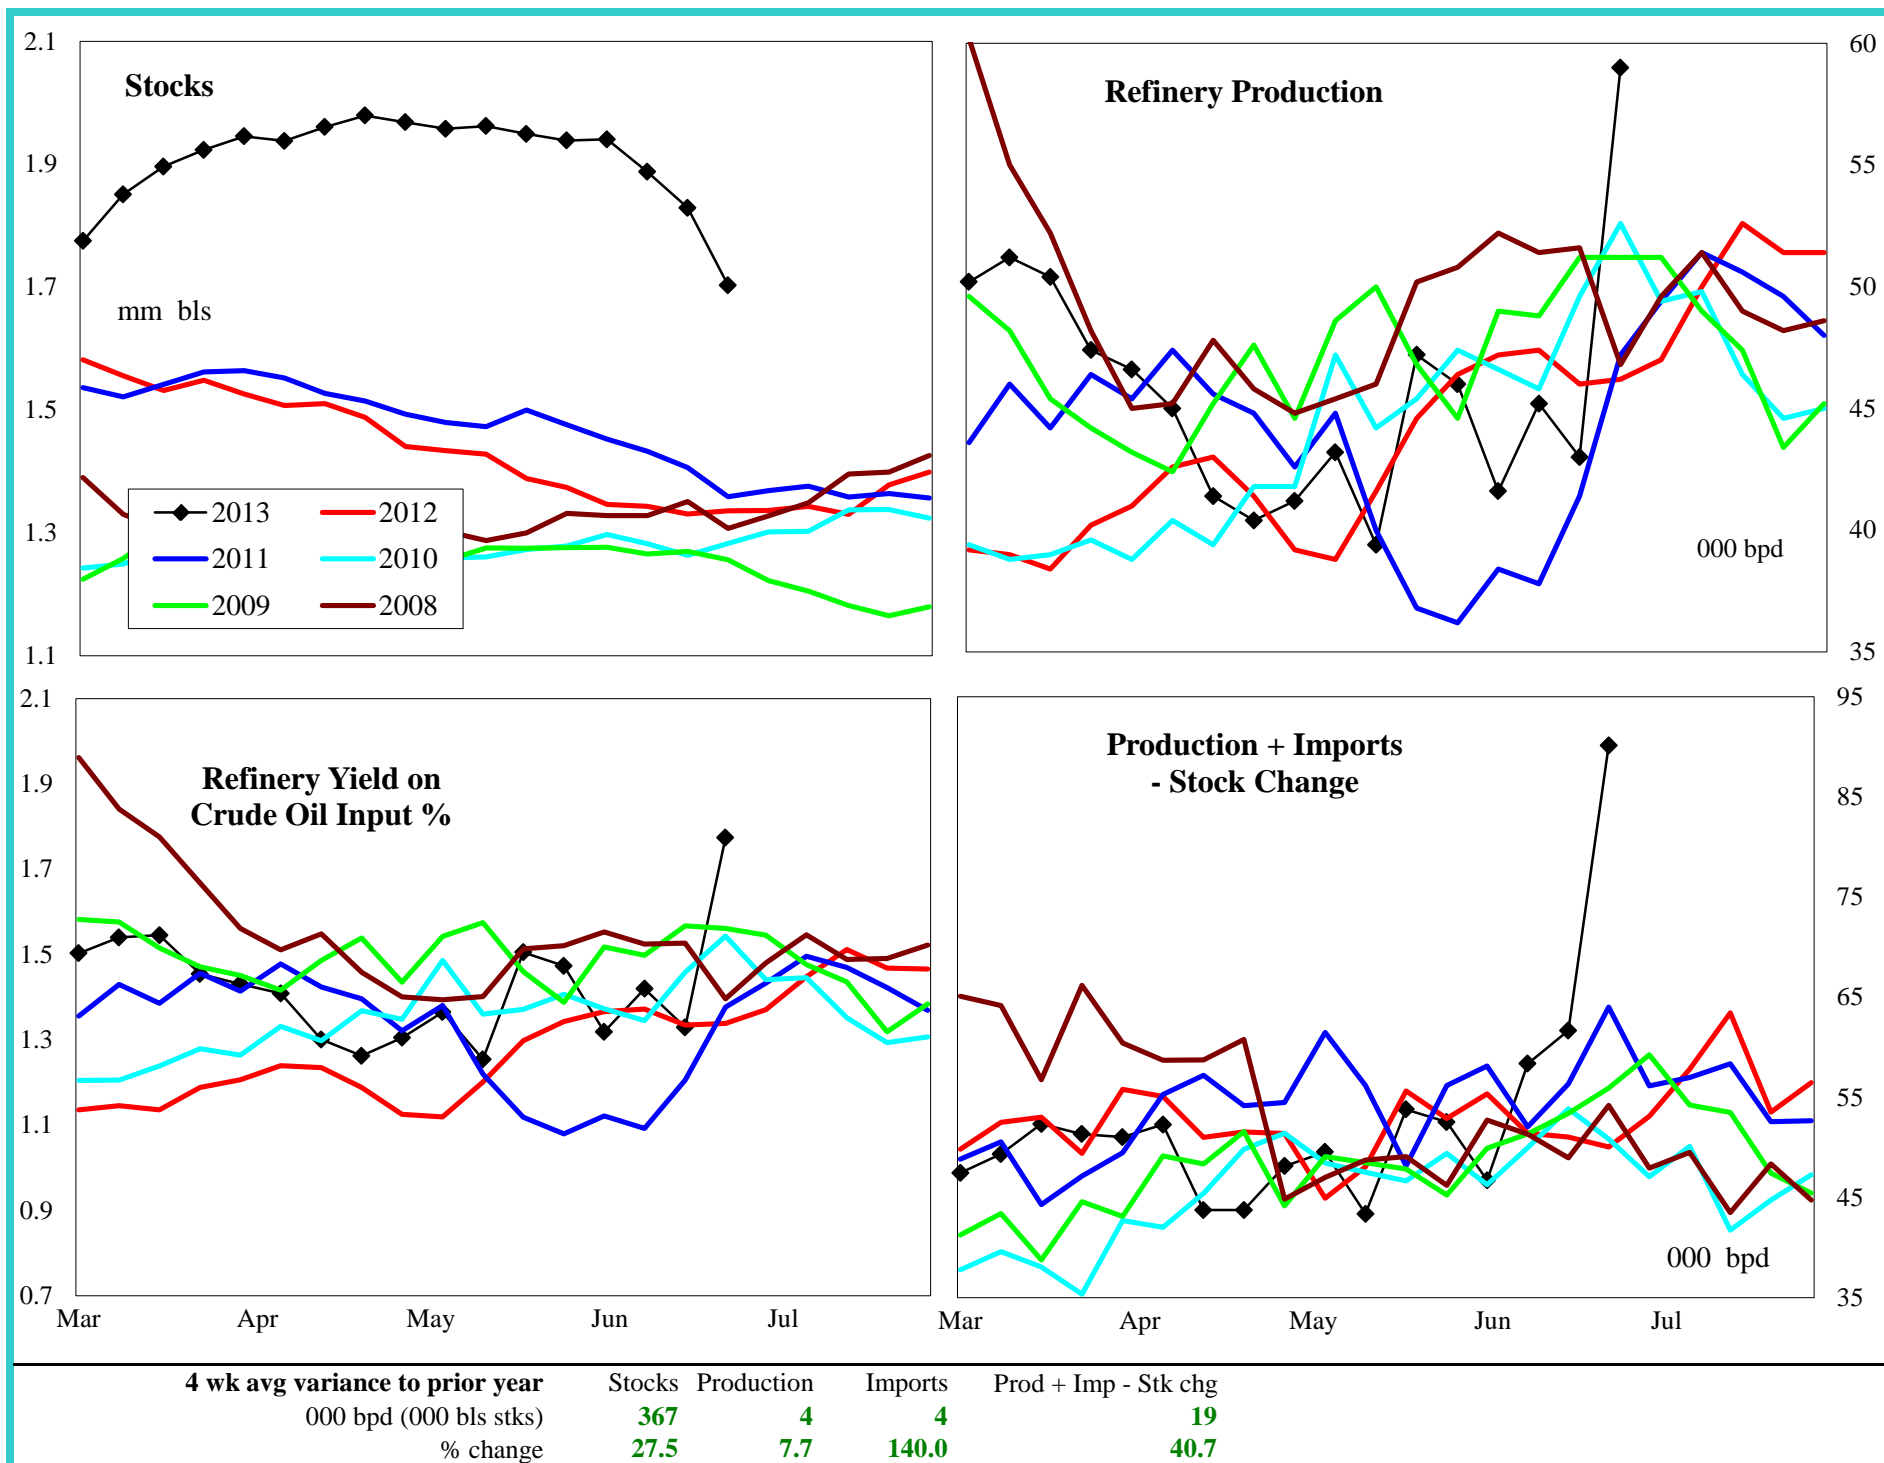 2.1
1.9
1.7
1.5
1.3
1.1
Stocks
mm bls
2013
2012
2011
2010
2009
2008
Refinery Production
000 bpd
60
55
50
45
40
35
2.1
1.9
1.7
1.5
1.3
1.1
0.9
0.7
Refinery Yield on
Crude Oil Input %
Mar Apr May Jun Jul
Production + Imports
- Stock Change
000 bpd
95
85
75
65
55
45
35
Mar Apr May Jun Jul
4 wk avg variance to prior year Stocks Production Imports Prod + Imp - Stk chg
000 bpd (000 bls stks) 367 4 4 19
% change 27.5 7.7 140.0 40.7